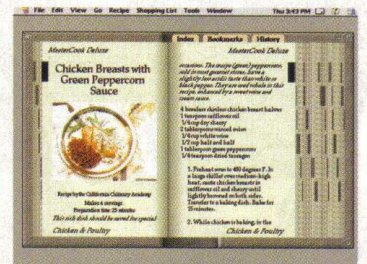 File Edit View Go Recipe Shopping List Tools Window Thu 3:43 PM
Index Bookmarks History
MasterCook Deluxe
Chicken Breasts with
Green Peppercorn
Sauce
Recipe by the California Culinary Academy
Makes 4 servings
Preparation time 25 minutes
This rich dish should be saved for special
Chicken & Poultry
MasterCook Deluxe
occasions. The unripe (green) peppercorns
sold in most gourmet stores, have a
slightly less acidic taste than white or
black pepper. They are used whole in this
recipe, enhanced by a sweet wine and
cream sauce.
4 boneless skinless chicken breast halves
1 teaspoon safflower oil
1/4 cup dry sherry
2 tablespoons minced onion
1/4 cup white wine
1/2 cup half and half
1 tablespoon green peppercorns
1/4 teaspoon dried tarragon
1. Preheat oven to 400 degrees F. In
a large skillet over medium-high
heat, saute chicken breasts in
safflower oil and sherry until
lightly browned on both sides.
Transfer to a baking dish. Bake for
15 minutes.
2. While chicken is baking, in the
Chicken & Poultry